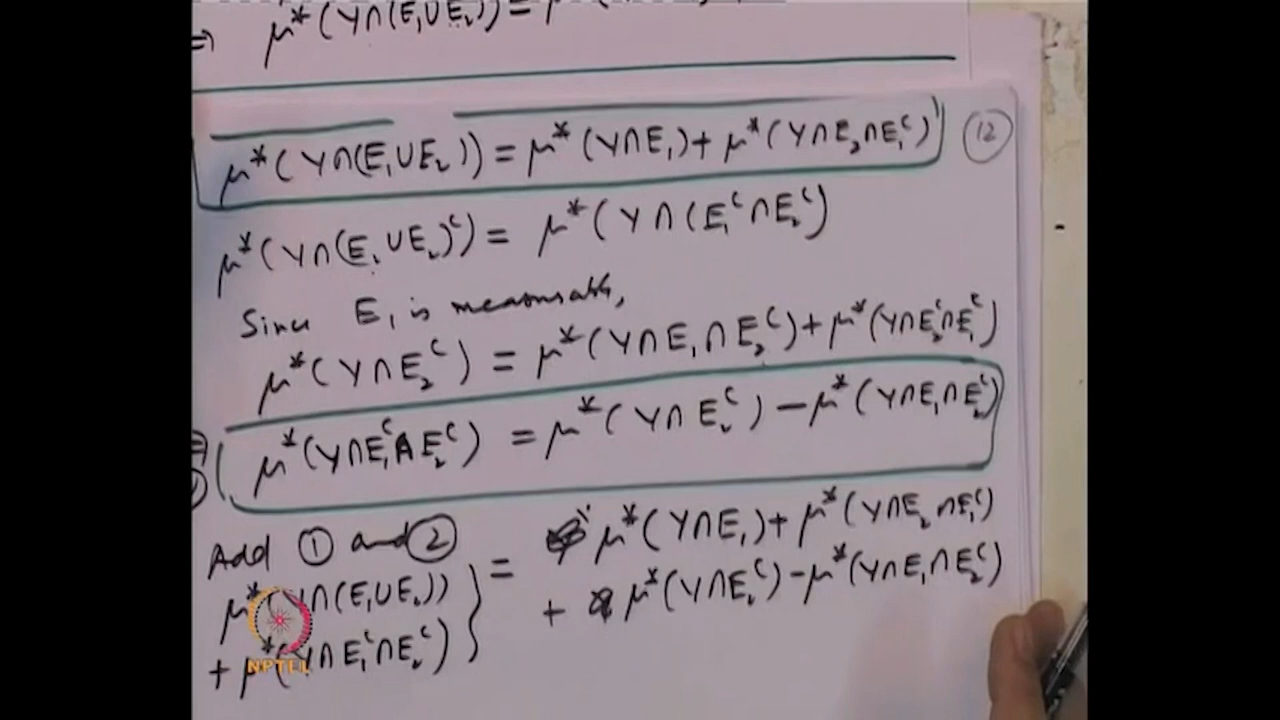 ⇒ μ*(Y∩(E₁∪E₂)) = μ*
μ*(Y∩(E₁∪E₂)) = μ*(Y∩E₁) + μ*(Y∩E₂∩E₁ᶜ) ⑫
μ*(Y∩(E₁∪E₂)ᶜ) = μ*(Y∩(E₁ᶜ∩E₂ᶜ)
Since E₁ is measurable,
μ*(Y∩E₂ᶜ) = μ*(Y∩E₁∩E₂ᶜ) + μ*(Y∩E₂ᶜ∩E₁ᶜ)
⇒ μ*(Y∩E₁ᶜ∩E₂ᶜ) = μ*(Y∩E₂ᶜ) − μ*(Y∩E₁∩E₂ᶜ)
Add ① and ②
μ*(Y∩(E₁∪E₂)) } = μ*(Y∩E₁) + μ*(Y∩E₂∩E₁ᶜ)
+ μ*(Y∩E₁ᶜ∩E₂ᶜ) + μ*(Y∩E₂ᶜ) − μ*(Y∩E₁∩E₂ᶜ)
NPTEL